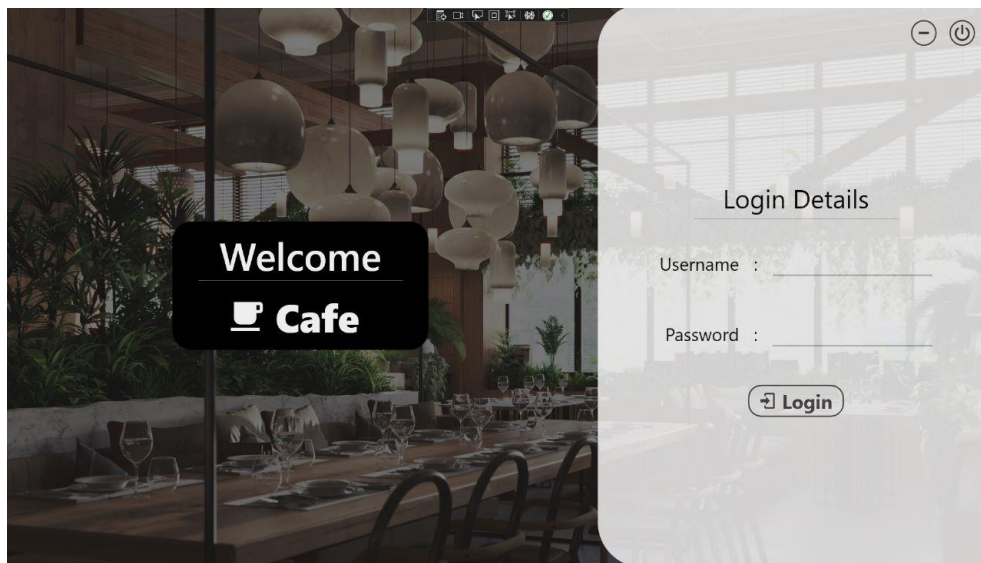 Welcome
Cafe
Login Details
Username :
Password :
Login